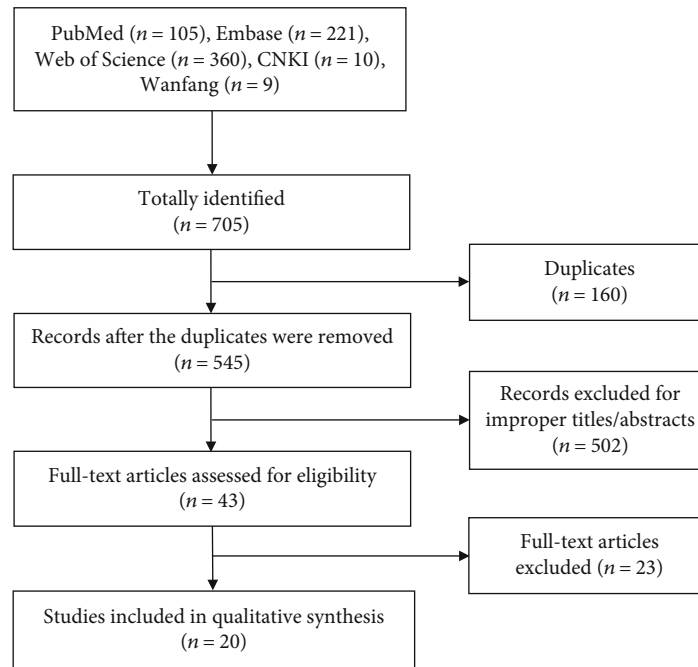 PubMed (n = 105), Embase (n = 221),
Web of Science (n = 360), CNKI (n = 10),
Wanfang (n = 9)
Totally identified
(n = 705)
Duplicates
(n = 160)
Records after the duplicates were removed
(n = 545)
Records excluded for
improper titles/abstracts
(n = 502)
Full-text articles assessed for eligibility
(n = 43)
Full-text articles
excluded (n = 23)
Studies included in qualitative synthesis
(n = 20)